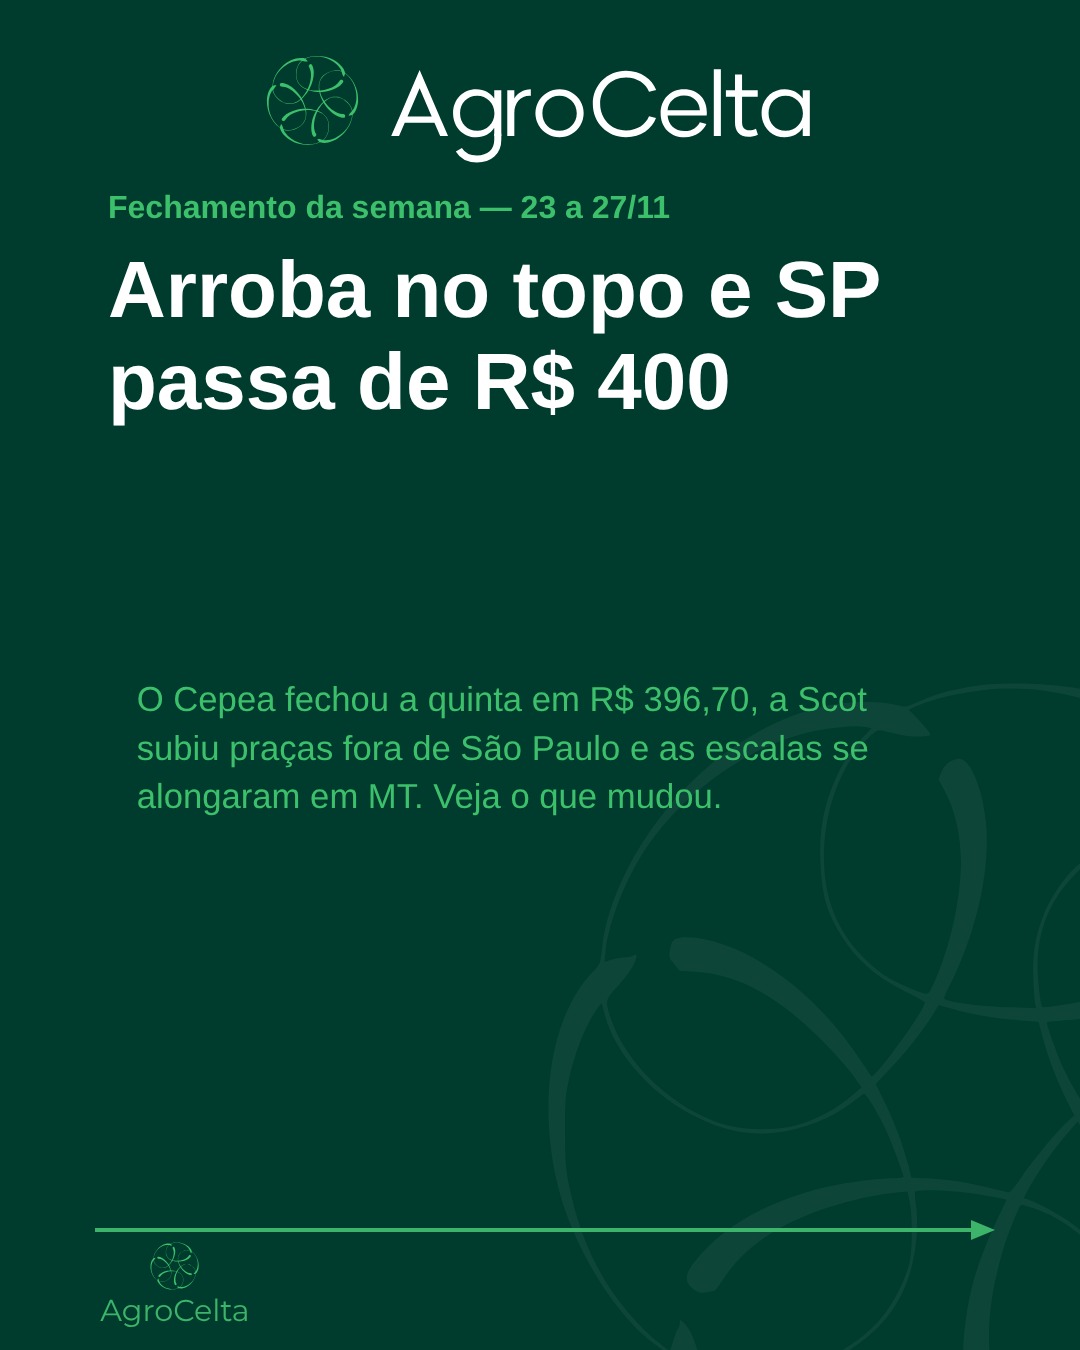 AgroCelta
Fechamento da semana — 23 a 27/11
Arroba no topo e SP
passa de R$ 400
O Cepea fechou a quinta em R$ 396,70, a Scot
subiu praças fora de São Paulo e as escalas se
alongaram em MT. Veja o que mudou.
AgroCelta